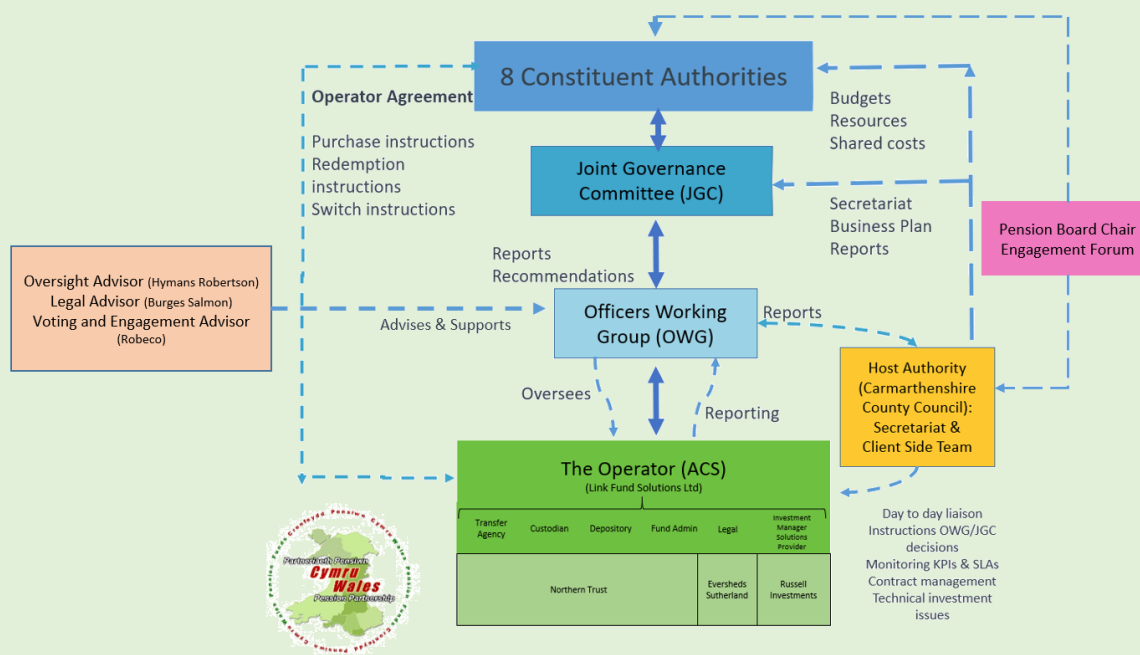 8 Constituent Authorities
Operator Agreement
Purchase instructions
Redemption
instructions
Switch instructions
Budgets
Resources
Shared costs
Joint Governance
Committee (JGC)
Secretariat
Business Plan
Reports
Pension Board Chair
Engagement Forum
Reports
Recommendations
Oversight Advisor (Hymans Robertson)
Legal Advisor (Burges Salmon)
Voting and Engagement Advisor
(Robeco)
Advises & Supports
Officers Working
Group (OWG)
Reports
Host Authority
(Carmarthenshire
County Council):
Secretariat &
Client Side Team
Oversees
Reporting
The Operator (ACS)
(Link Fund Solutions Ltd)
Transfer
Agency
Custodian
Depository
Fund Admin
Legal
Investment
Manager
Solutions
Provider
Northern Trust
Eversheds
Sutherland
Russell
Investments
Day to day liaison
Instructions OWG/JGC
decisions
Monitoring KPIs & SLAs
Contract management
Technical investment
issues
Partneriaeth Pensiwn
Cymru
Wales
Pension Partnership